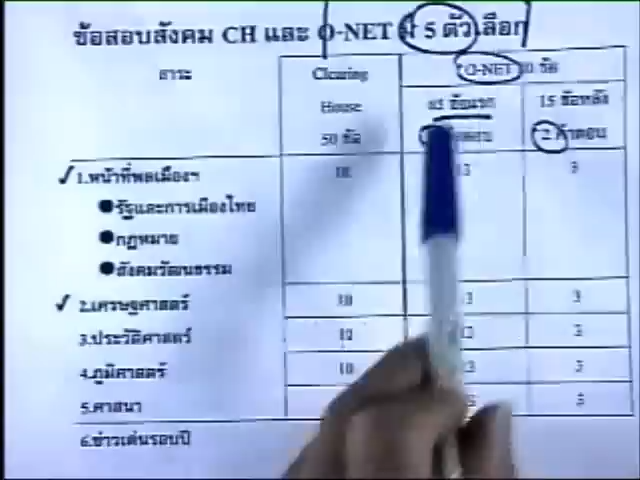 ข้อสอบสังคม CH และ O-NET มี 5 ตัวเลือก
สาระ Clearing House 50 ข้อ O-NET ข้อ
ข้อแรก 15 ข้อหลัง
2 คำตอบ
1.หน้าที่พลเมืองฯ 10 3
รัฐและการเมืองไทย
กฎหมาย
สังคมวัฒนธรรม
2.เศรษฐศาสตร์ 10 3
3.ประวัติศาสตร์ 10 3
4.ภูมิศาสตร์ 10 3
5.ศาสนา 3
6.ข่าวเด่นรอบปี